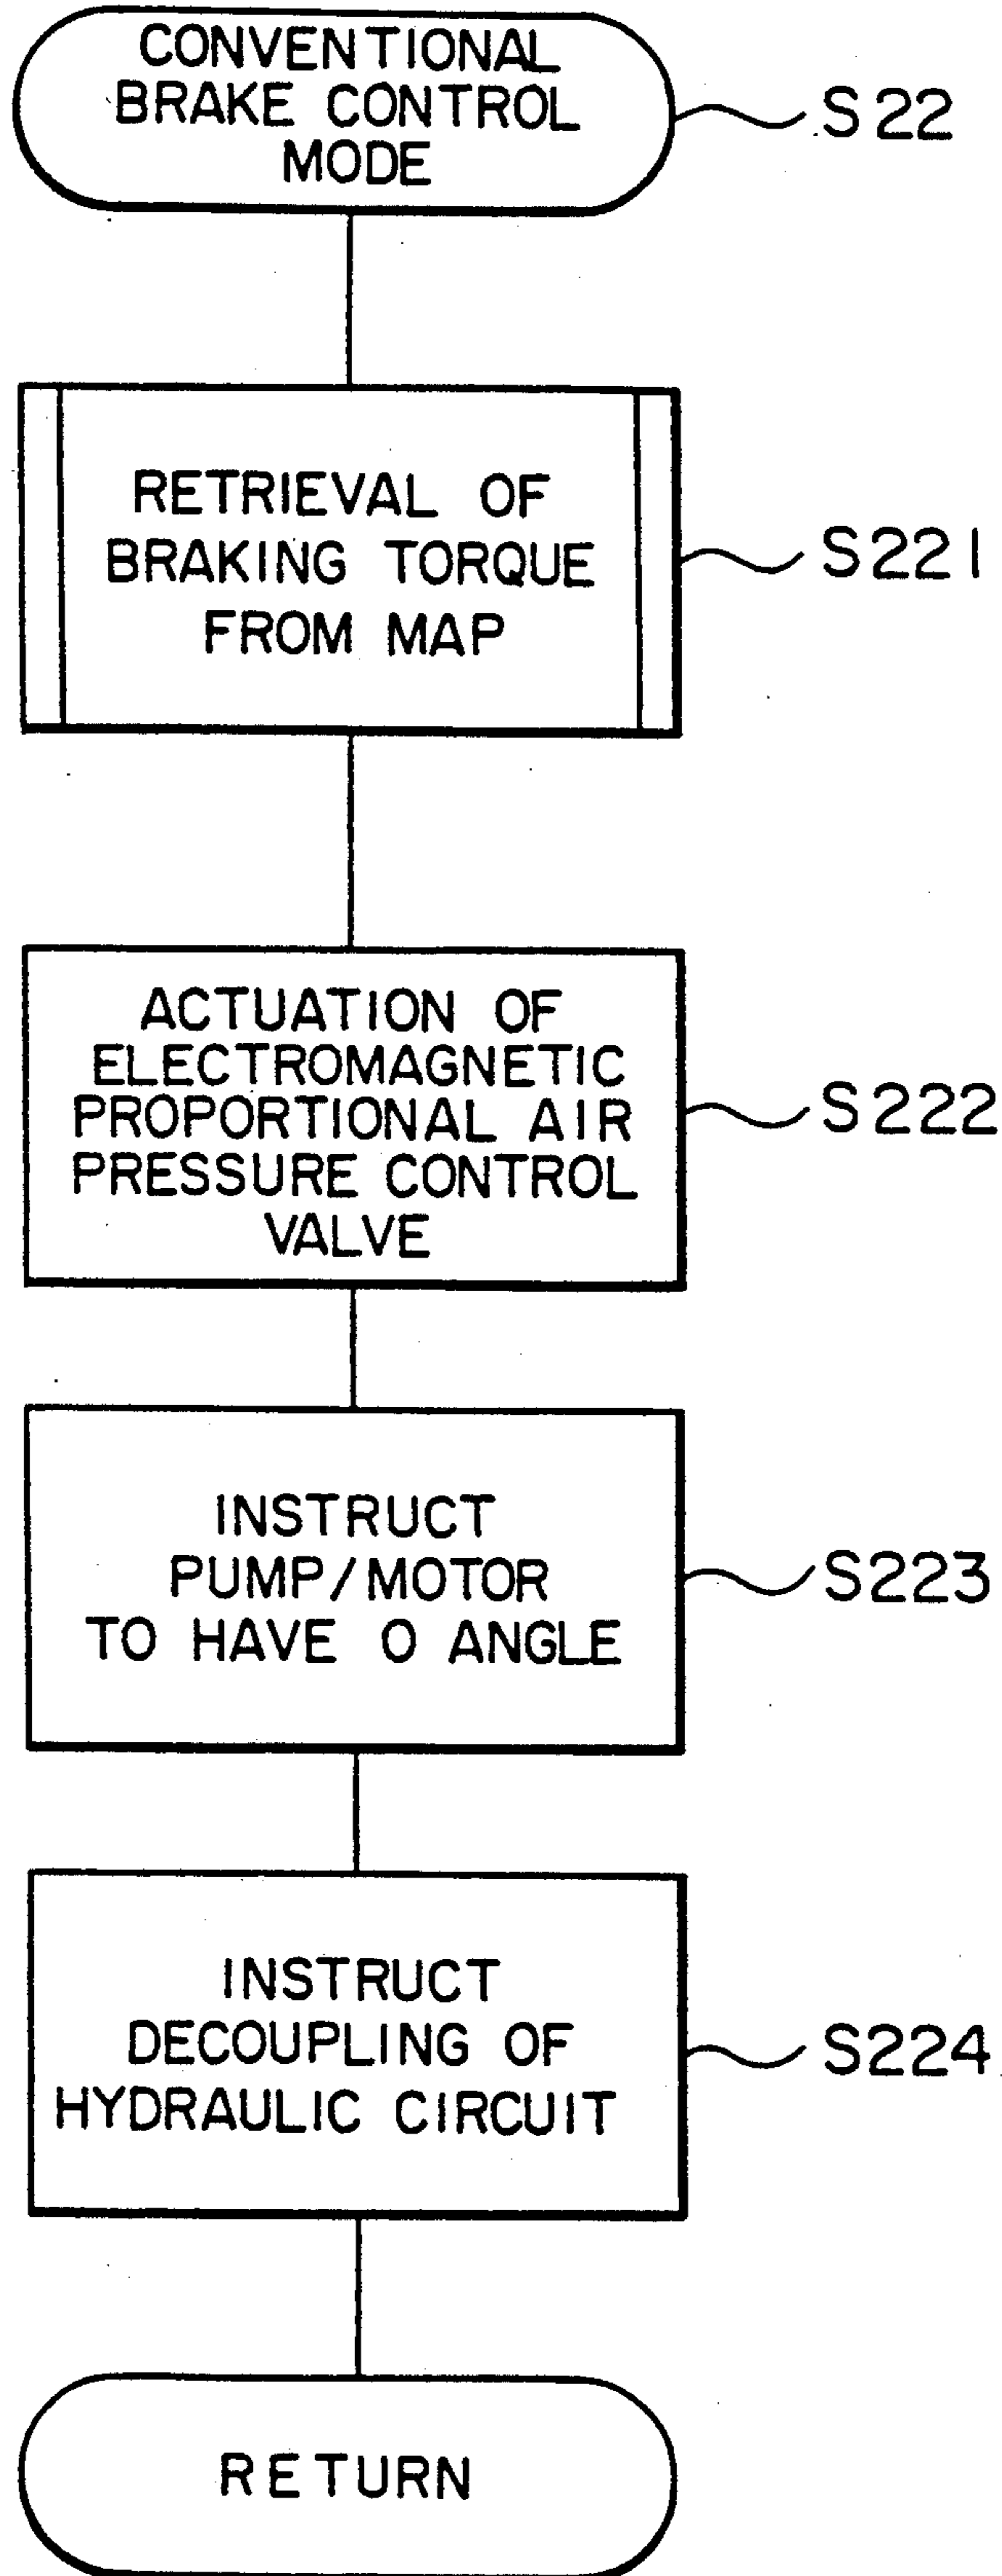 CONVENTIONAL
BRAKE CONTROL
MODE
S22
RETRIEVAL OF
BRAKING TORQUE
FROM MAP
S221
ACTUATION OF
ELECTROMAGNETIC
PROPORTIONAL AIR
PRESSURE CONTROL
VALVE
S222
INSTRUCT
PUMP/MOTOR
TO HAVE O ANGLE
S223
INSTRUCT
DECOUPLING OF
HYDRAULIC CIRCUIT
S224
RETURN